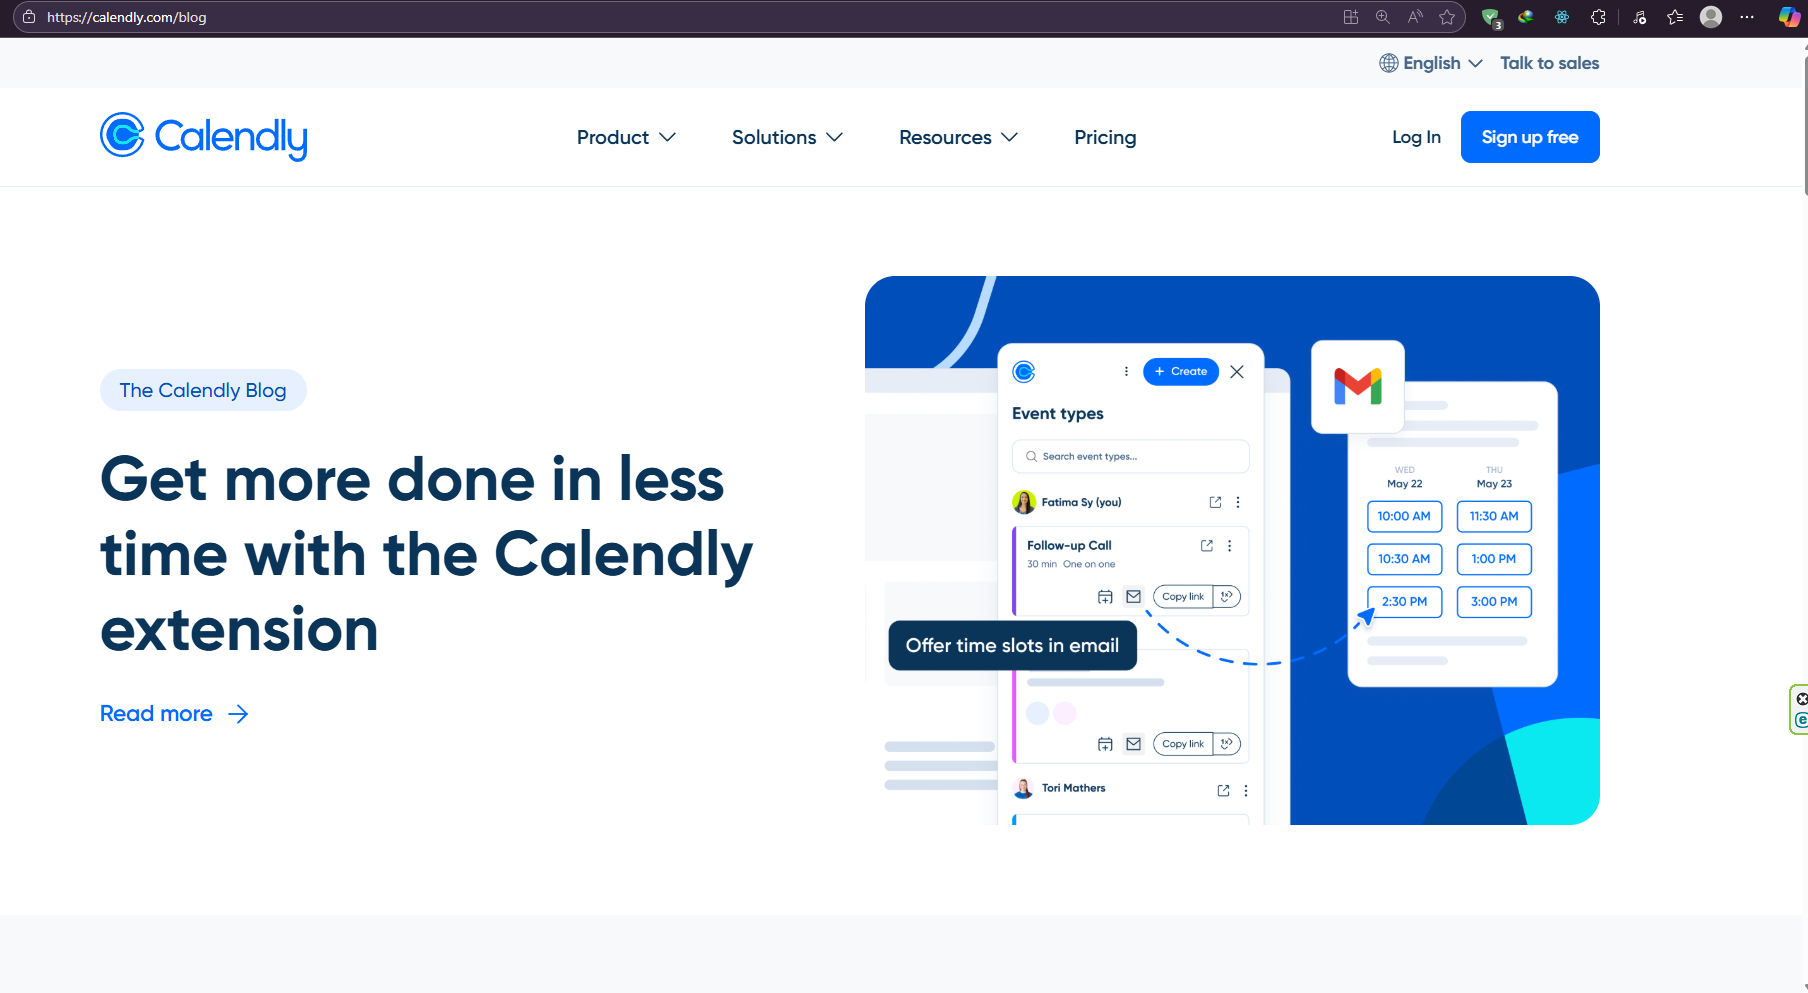 https://calendly.com/blog
3
English
Talk to sales
Calendly
Product
Solutions
Resources
Pricing
Log In
Sign up free
The Calendly Blog
Get more done in less
time with the Calendly
extension
Read more
+ Create
Event types
Search event types...
Fatima Sy (you)
Follow-up Call
30 min One on one
Copy link
1x
Offer time slots in email
Copy link
1x
Tori Mathers
WED
May 22
10:00 AM
10:30 AM
2:30 PM
THU
May 23
11:30 AM
1:00 PM
3:00 PM